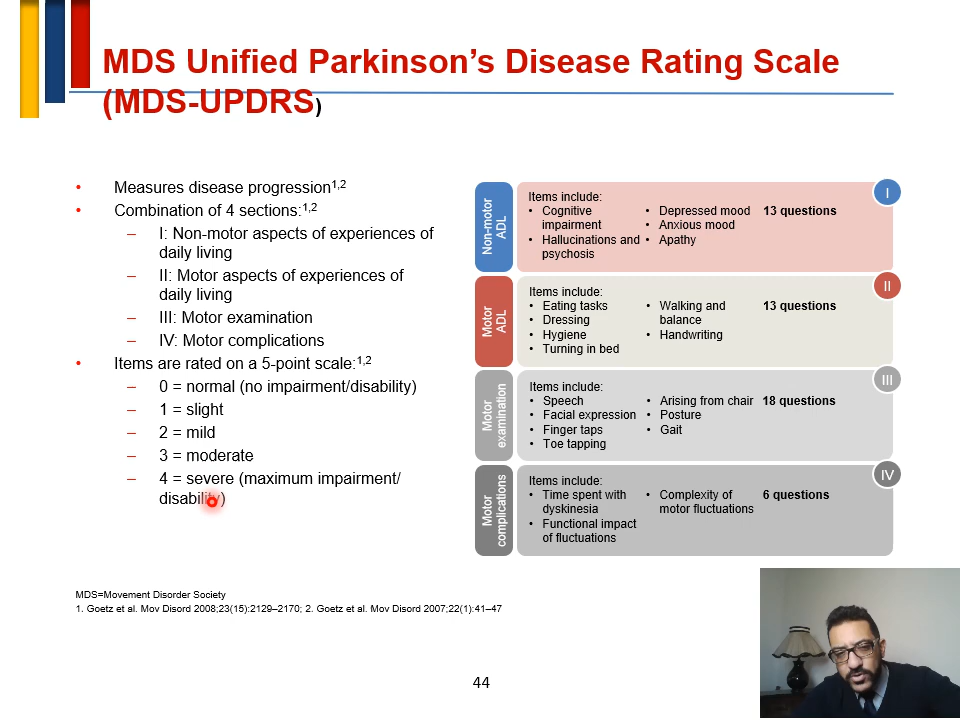 MDS Unified Parkinson's Disease Rating Scale
(MDS-UPDRS)
• Measures disease progression1,2
• Combination of 4 sections:1,2
– I: Non-motor aspects of experiences of
daily living
– II: Motor aspects of experiences of
daily living
– III: Motor examination
– IV: Motor complications
• Items are rated on a 5-point scale:1,2
– 0 = normal (no impairment/disability)
– 1 = slight
– 2 = mild
– 3 = moderate
– 4 = severe (maximum impairment/
disability)
Non-motor
ADL
I
Items include:
• Cognitive
impairment
• Hallucinations and
psychosis
• Depressed mood
• Anxious mood
• Apathy
13 questions
Motor
ADL
II
Items include:
• Eating tasks
• Dressing
• Hygiene
• Turning in bed
• Walking and
balance
• Handwriting
13 questions
Motor
examination
III
Items include:
• Speech
• Facial expression
• Finger taps
• Toe tapping
• Arising from chair
• Posture
• Gait
18 questions
Motor
complications
IV
Items include:
• Time spent with
dyskinesia
• Functional impact
of fluctuations
• Complexity of
motor fluctuations
6 questions
MDS=Movement Disorder Society
1. Goetz et al. Mov Disord 2008;23(15):2129–2170; 2. Goetz et al. Mov Disord 2007;22(1):41–47
44